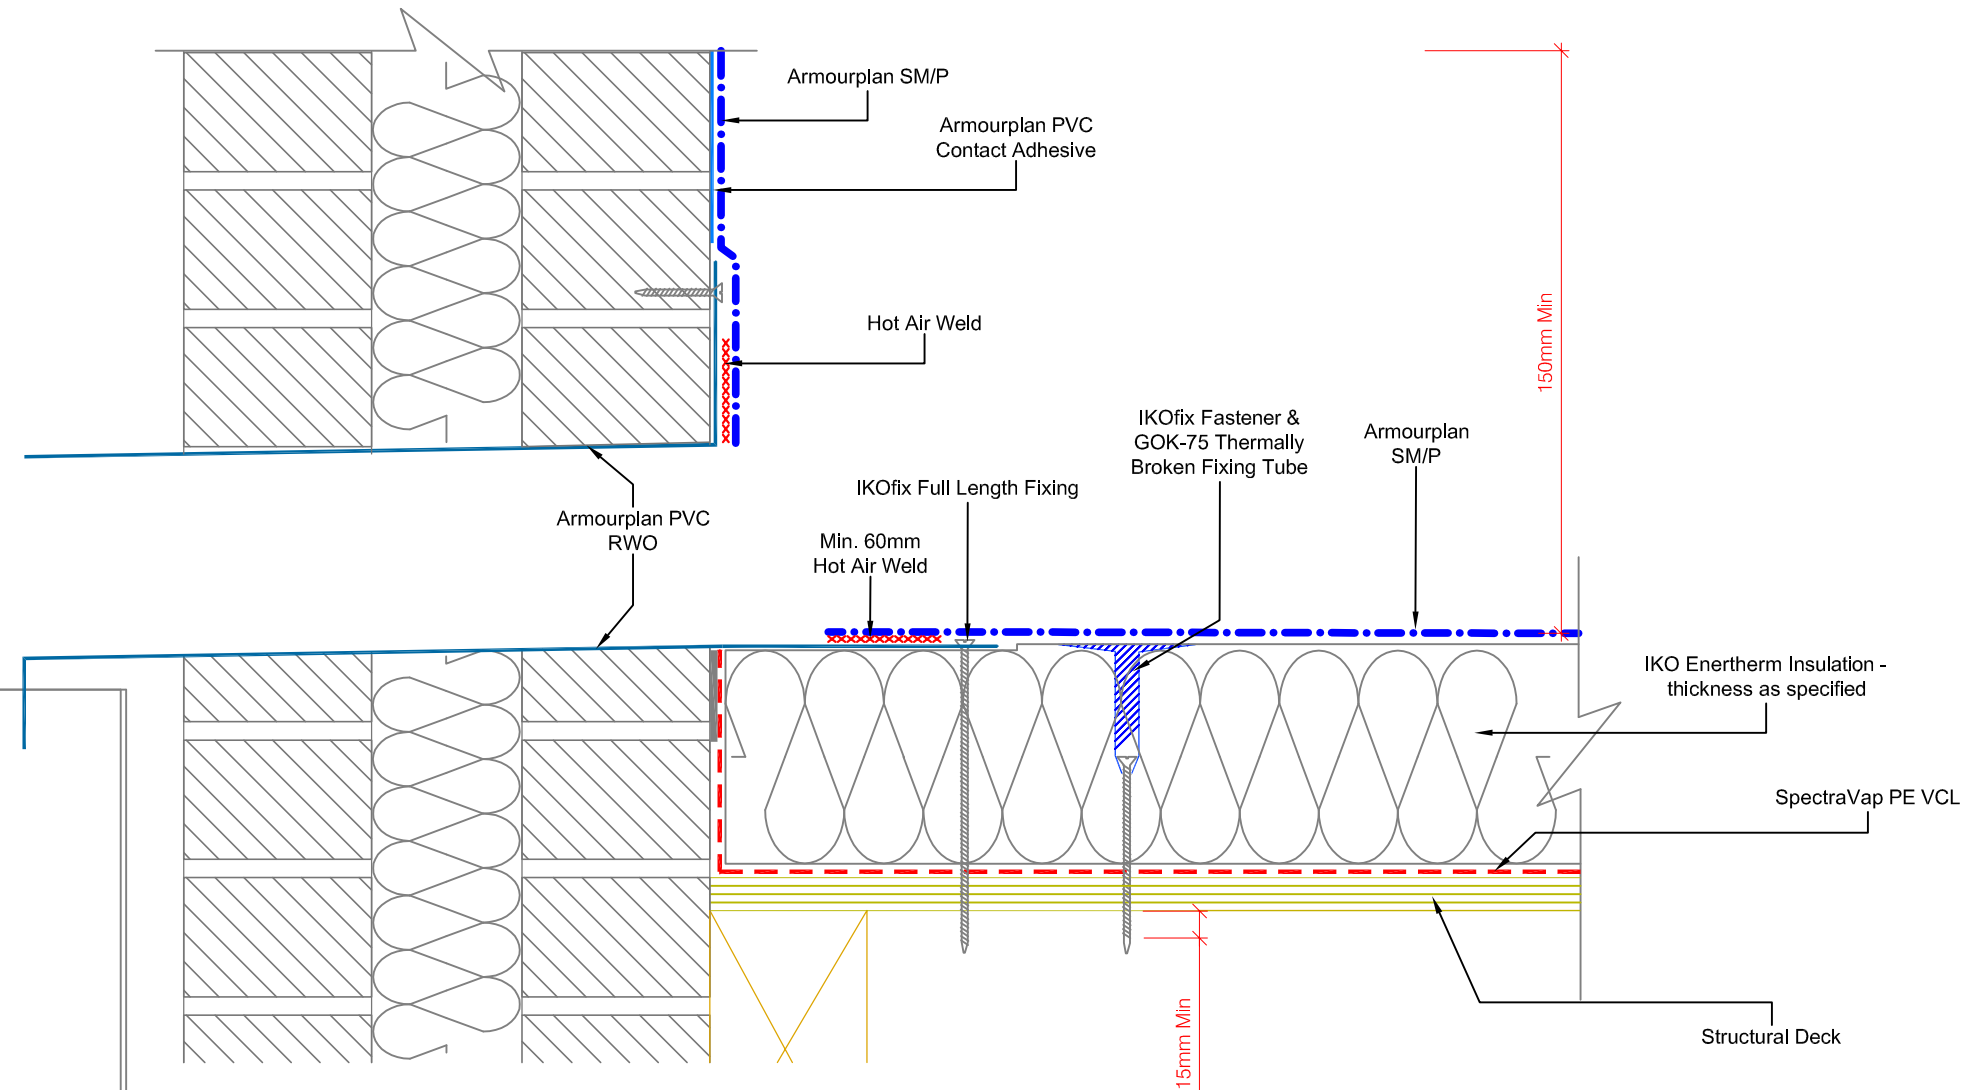 Armourplan SM/P
Armourplan PVC
Contact Adhesive
Hot Air Weld
150mm Min
IKOfix Fastener &
GOK-75 Thermally
Broken Fixing Tube
Armourplan
SM/P
IKOfix Full Length Fixing
Armourplan PVC
RWO
Min. 60mm
Hot Air Weld
IKO Enertherm Insulation -
thickness as specified
SpectraVap PE VCL
15mm Min
Structural Deck